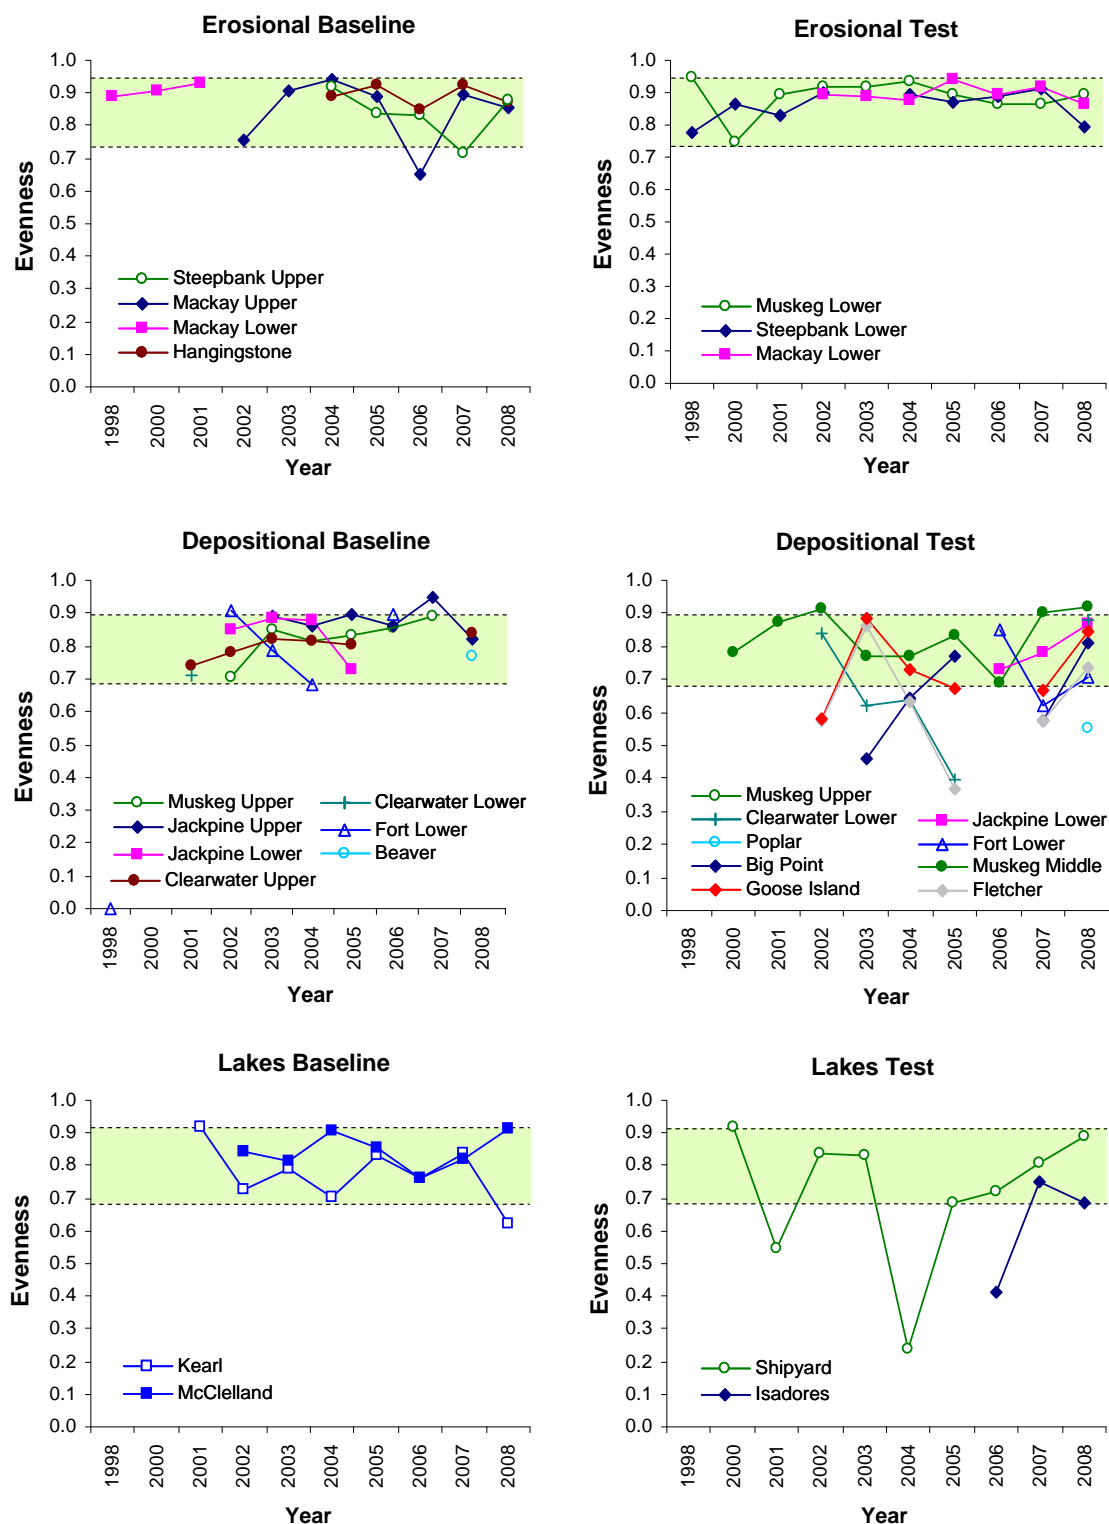 Erosional Baseline
1.0
0.9
0.8
0.7
0.6
0.5
0.4
0.3
0.2
0.1
0.0
Evenness
Steepbank Upper
Mackay Upper
Mackay Lower
Hangingstone
1998 2000 2001 2002 2003 2004 2005 2006 2007 2008
Year
Erosional Test
1.0
0.9
0.8
0.7
0.6
0.5
0.4
0.3
0.2
0.1
0.0
Evenness
Muskeg Lower
Steepbank Lower
Mackay Lower
1998 2000 2001 2002 2003 2004 2005 2006 2007 2008
Year
Depositional Baseline
1.0
0.9
0.8
0.7
0.6
0.5
0.4
0.3
0.2
0.1
0.0
Evenness
Muskeg Upper
Jackpine Upper
Jackpine Lower
Clearwater Upper
Clearwater Lower
Fort Lower
Beaver
1998 2000 2001 2002 2003 2004 2005 2006 2007 2008
Year
Depositional Test
1.0
0.9
0.8
0.7
0.6
0.5
0.4
0.3
0.2
0.1
0.0
Evenness
Muskeg Upper
Clearwater Lower
Poplar
Big Point
Goose Island
Jackpine Lower
Fort Lower
Muskeg Middle
Fletcher
1998 2000 2001 2002 2003 2004 2005 2006 2007 2008
Year
Lakes Baseline
1.0
0.9
0.8
0.7
0.6
0.5
0.4
0.3
0.2
0.1
0.0
Evenness
Kearl
McClelland
1998 2000 2001 2002 2003 2004 2005 2006 2007 2008
Year
Lakes Test
1.0
0.9
0.8
0.7
0.6
0.5
0.4
0.3
0.2
0.1
0.0
Evenness
Shipyard
Isadores
1998 2000 2001 2002 2003 2004 2005 2006 2007 2008
Year